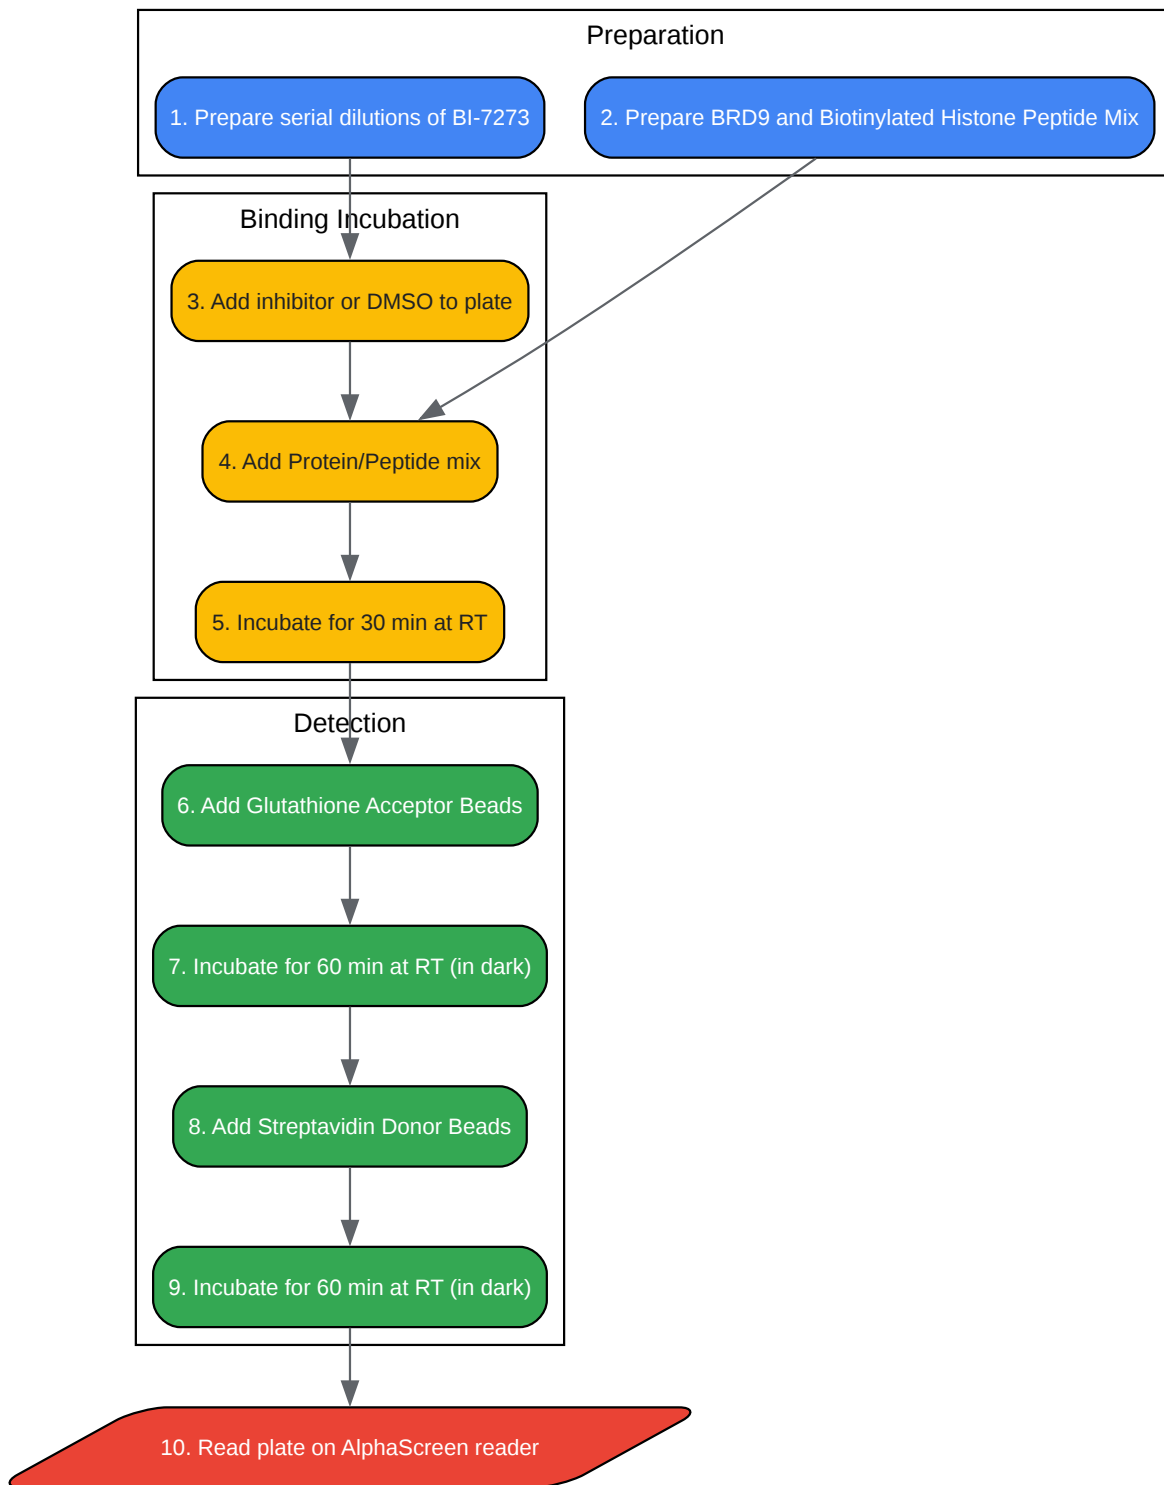 Preparation
1. Prepare serial dilutions of BI-7273
2. Prepare BRD9 and Biotinylated Histone Peptide Mix
Binding Incubation
3. Add inhibitor or DMSO to plate
4. Add Protein/Peptide mix
5. Incubate for 30 min at RT
Detection
6. Add Glutathione Acceptor Beads
7. Incubate for 60 min at RT (in dark)
8. Add Streptavidin Donor Beads
9. Incubate for 60 min at RT (in dark)
10. Read plate on AlphaScreen reader